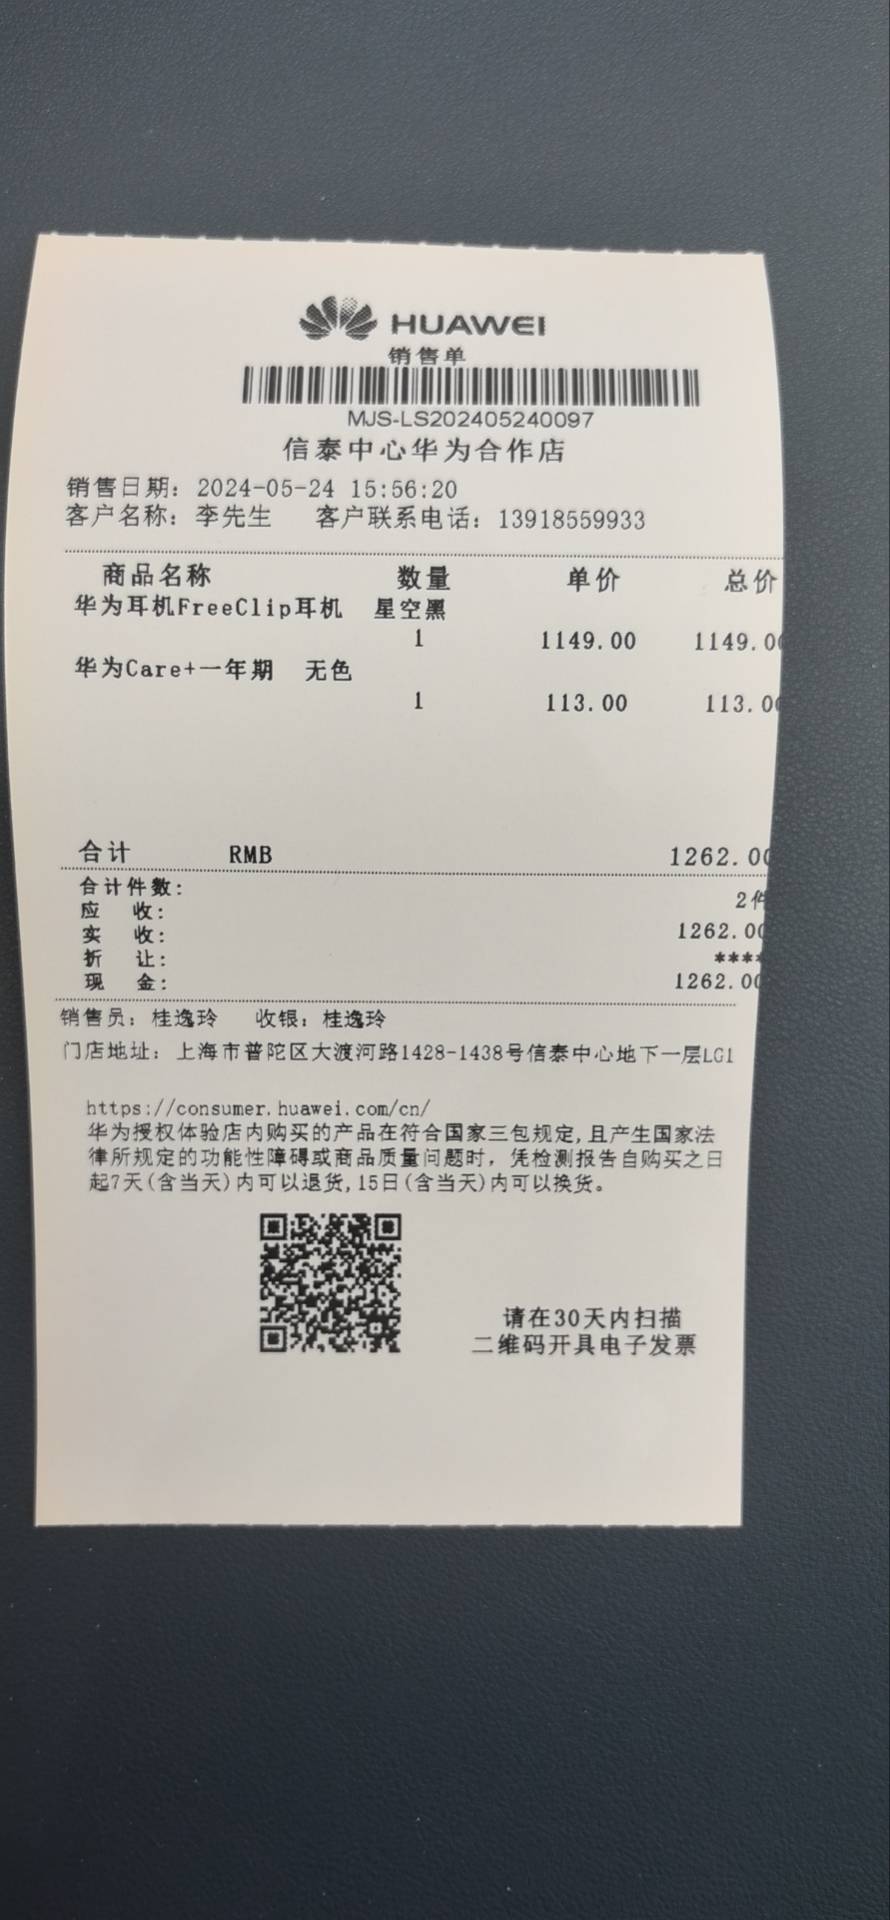 HUAWEI
销售单
MJS-LS202405240097
信泰中心华为合作店
销售日期: 2024-05-24 15:56:20
客户名称: 李先生 客户联系电话: 13918559933
商品名称 数量 单价 总价
华为耳机FreeClip耳机 星空黑
1 1149.00 1149.00
华为Care+一年期 无色
1 113.00 113.00
合计 RMB 1262.00
合计件数: 2件
应 收:
实 收: 1262.00
折 让: ****
现 金: 1262.00
销售员: 桂逸玲 收银: 桂逸玲
门店地址: 上海市普陀区大渡河路1428-1438号信泰中心地下一层LG1
https://consumer.huawei.com/cn/
华为授权体验店内购买的产品在符合国家三包规定,且产生国家法
律所规定的功能性障碍或商品质量问题时, 凭检测报告自购买之日
起7天(含当天)内可以退货,15日(含当天)内可以换货。
请在30天内扫描
二维码开具电子发票